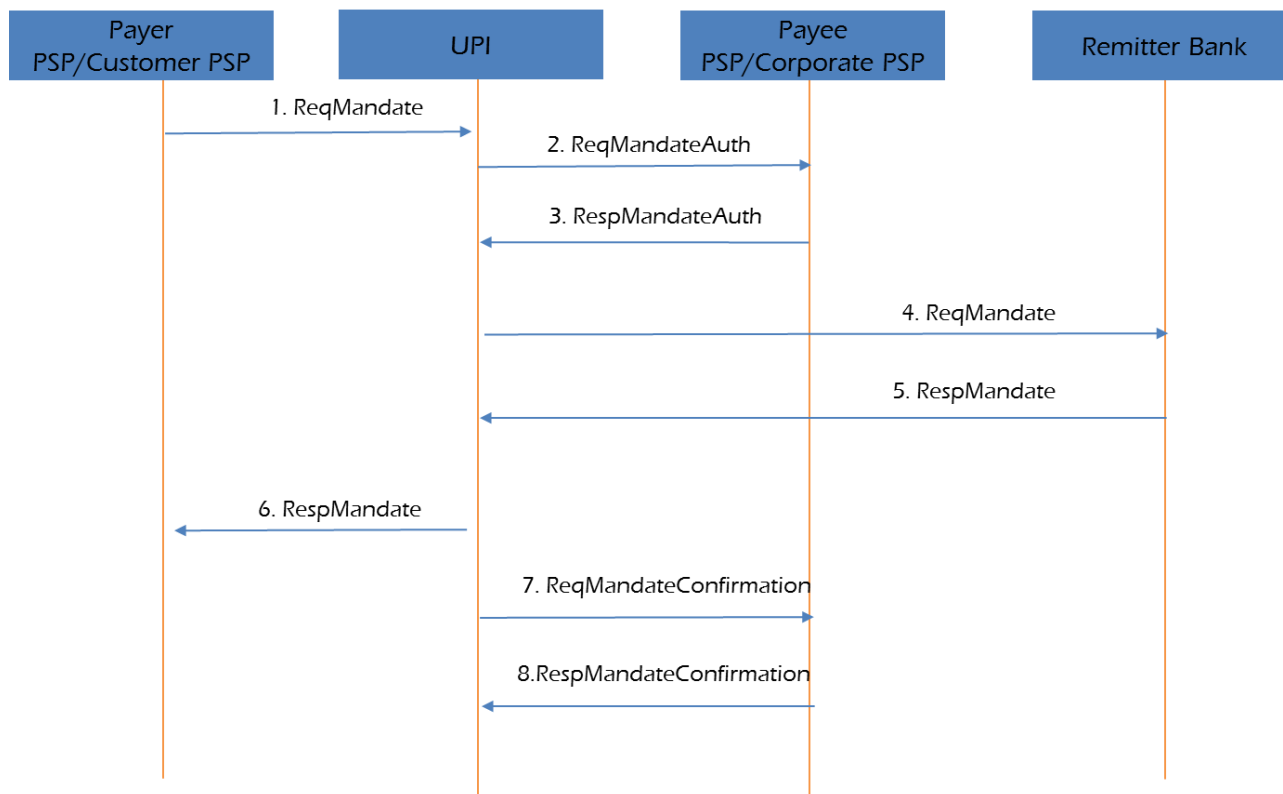 Payer
PSP/Customer PSP
UPI
Payee
PSP/Corporate PSP
Remitter Bank
1. ReqMandate
2. ReqMandateAuth
3. RespMandateAuth
4. ReqMandate
5. RespMandate
6. RespMandate
7. ReqMandateConfirmation
8.RespMandateConfirmation